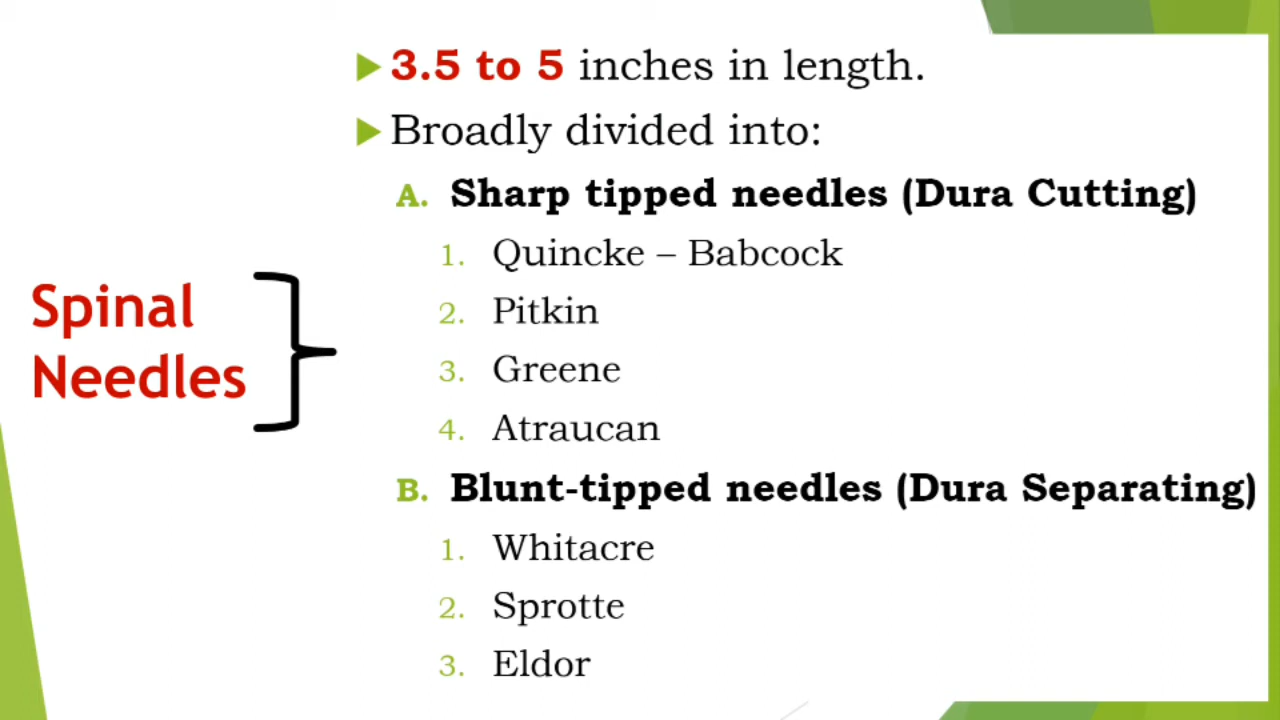 Spinal
Needles
3.5 to 5 inches in length.
Broadly divided into:
A. Sharp tipped needles (Dura Cutting)
1. Quincke – Babcock
2. Pitkin
3. Greene
4. Atraucan
B. Blunt-tipped needles (Dura Separating)
1. Whitacre
2. Sprotte
3. Eldor